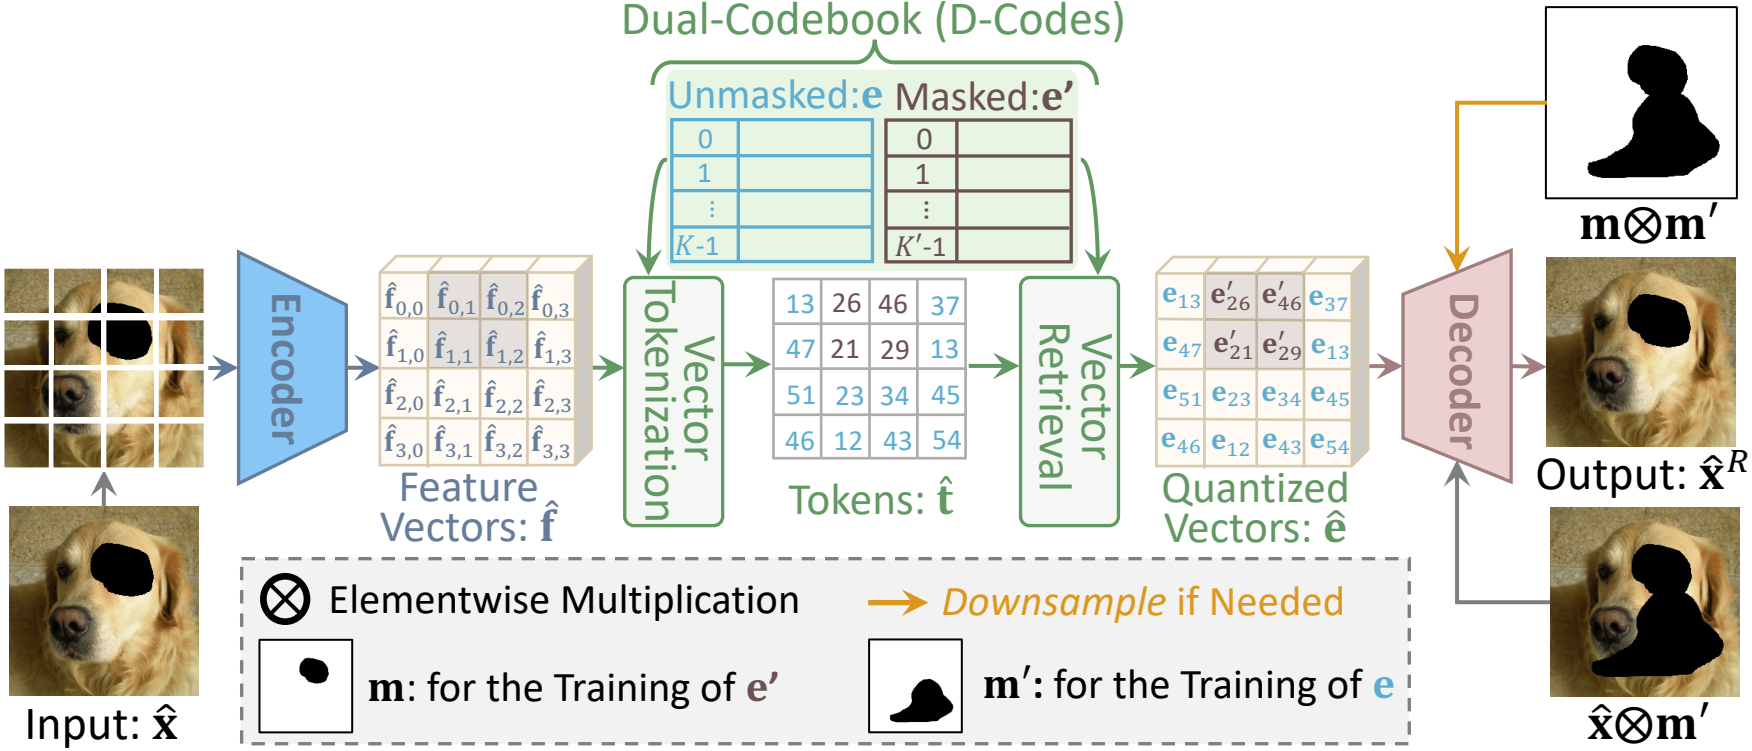 Dual-Codebook (D-Codes)
Unmasked: e
Masked: e′
0
1
⋮
K-1
0
1
⋮
K′-1
m⊗m′
Encoder
f̂0,0 f̂0,1 f̂0,2 f̂0,3
f̂1,0 f̂1,1 f̂1,2 f̂1,3
f̂2,0 f̂2,1 f̂2,2 f̂2,3
f̂3,0 f̂3,1 f̂3,2 f̂3,3
Feature
Vectors: f̂
Vector
Tokenization
13 26 46 37
47 21 29 13
51 23 34 45
46 12 43 54
Tokens: t̂
Vector
Retrieval
e13 e′26 e′46 e37
e47 e′21 e′29 e13
e51 e23 e34 e45
e46 e12 e43 e54
Quantized
Vectors: ê
Decoder
Output: x̂R
Input: x̂
x̂⊗m′
⊗ Elementwise Multiplication
Downsample if Needed
m: for the Training of e′
m′: for the Training of e